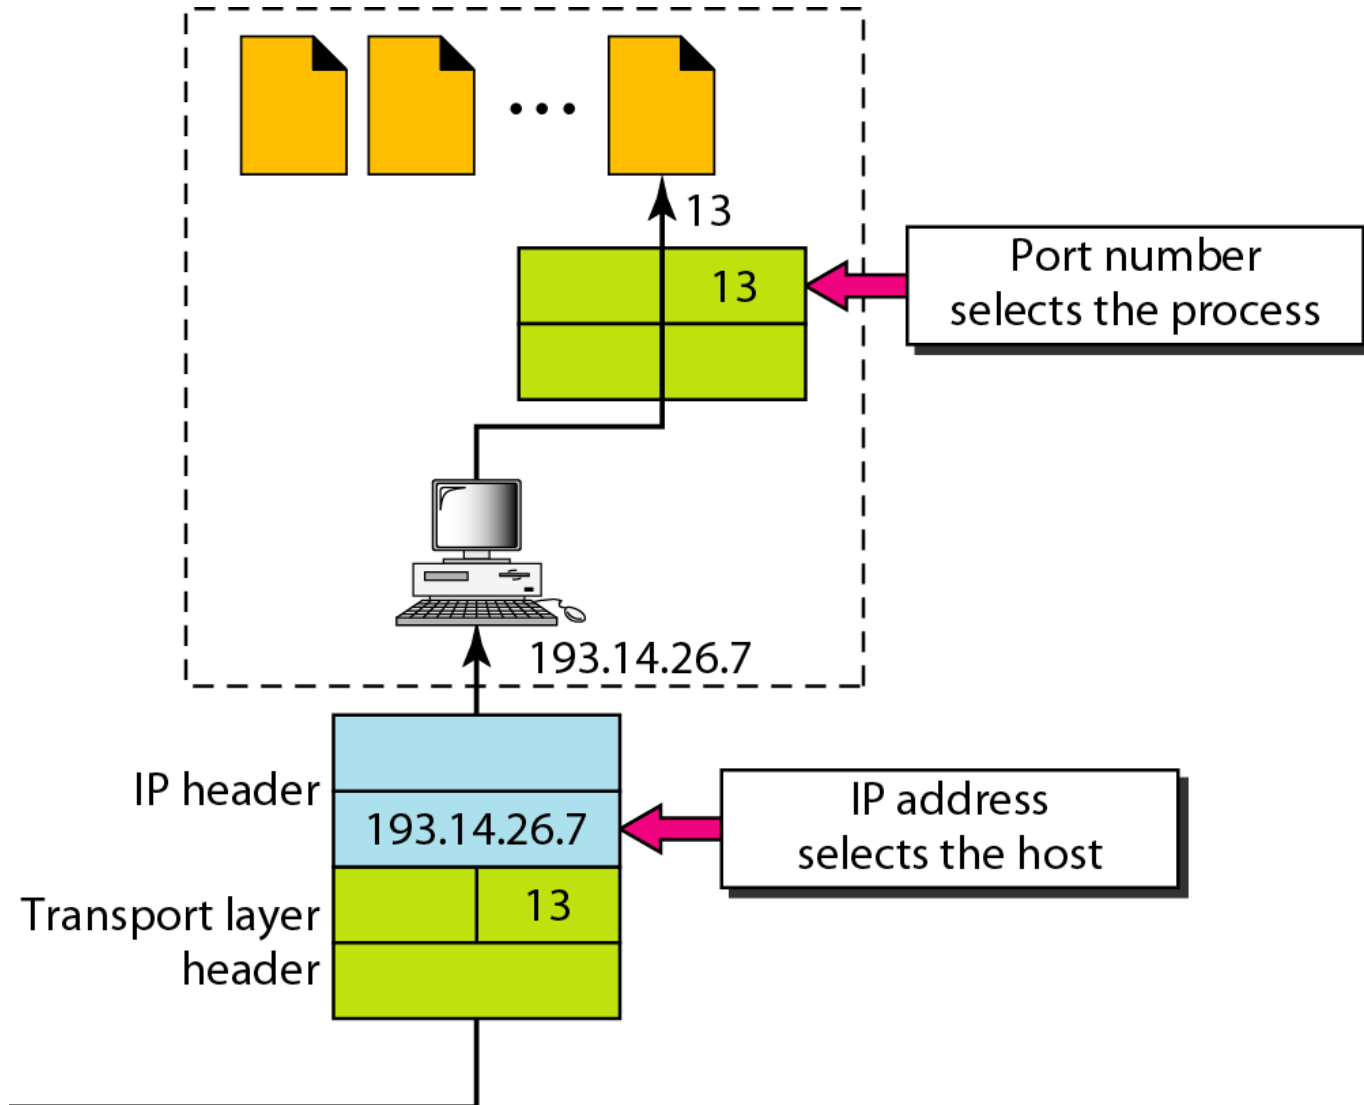 13
13
Port number
selects the process
193.14.26.7
IP header
193.14.26.7
IP address
selects the host
Transport layer
header
13